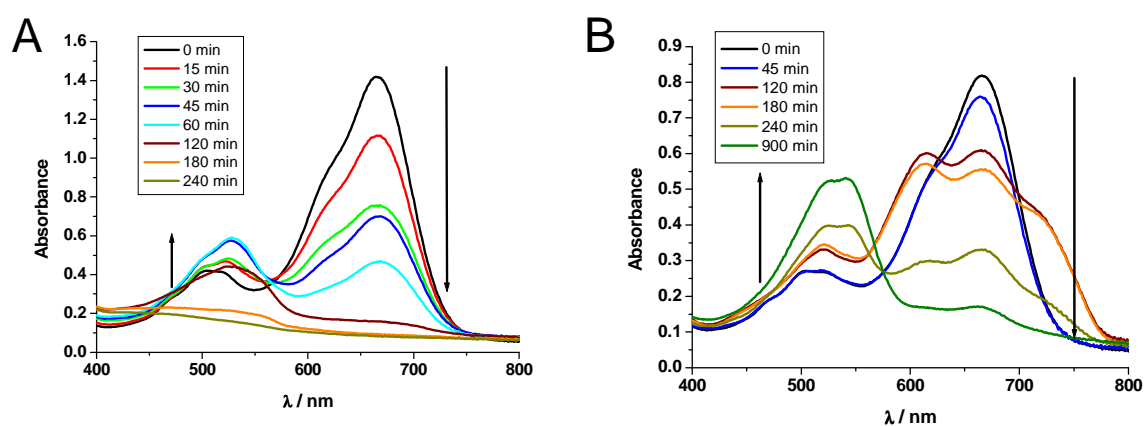 A
Absorbance
1.6
1.4
1.2
1.0
0.8
0.6
0.4
0.2
0.0
0 min
15 min
30 min
45 min
60 min
120 min
180 min
240 min
400 500 600 700 800
λ / nm
B
Absorbance
0.9
0.8
0.7
0.6
0.5
0.4
0.3
0.2
0.1
0.0
0 min
45 min
120 min
180 min
240 min
900 min
400 500 600 700 800
λ / nm